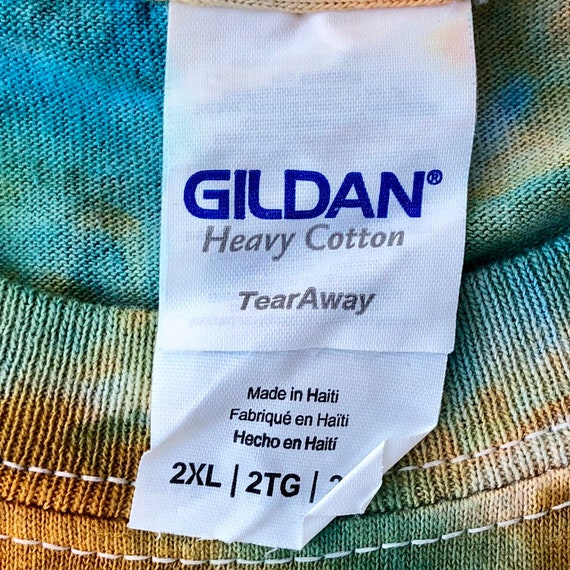 GILDAN®
Heavy Cotton
TearAway
Made in Haiti
Fabriqué en Haïti
Hecho en Haití
2XL | 2TG |